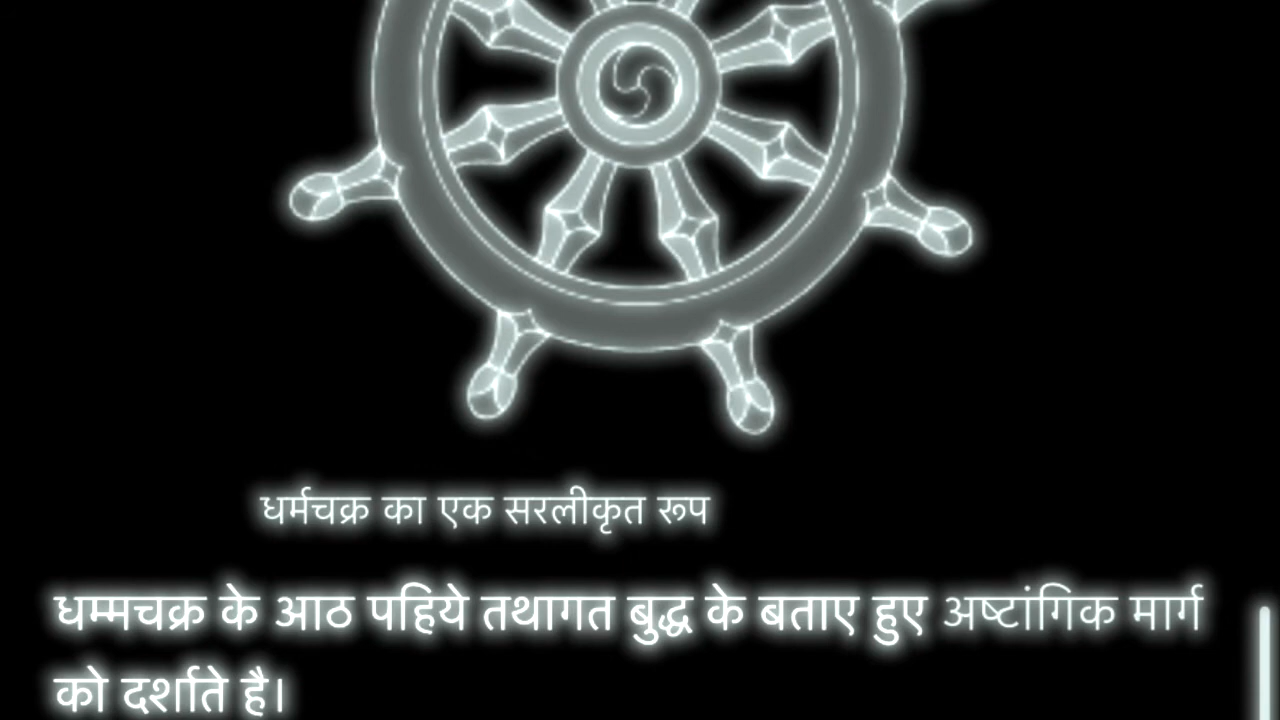 धर्मचक्र का एक सरलीकृत रूप
धम्मचक्र के आठ पहिये तथागत बुद्ध के बताए हुए अष्टांगिक मार्ग
को दर्शाते है।